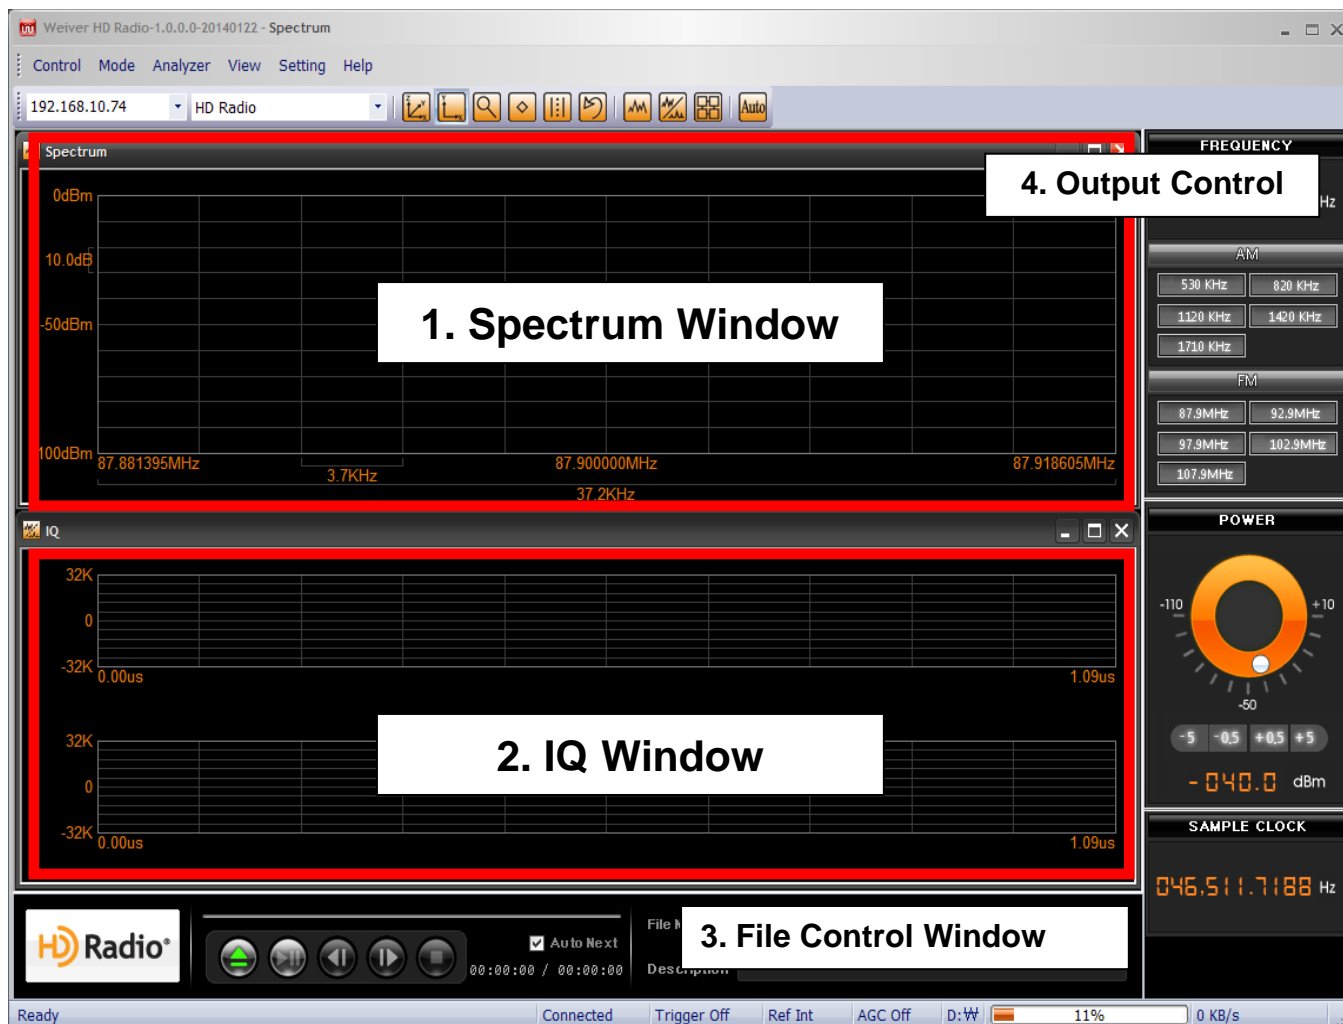 Weiver HD Radio-1.0.0.0-20140122 - Spectrum
Control Mode Analyzer View Setting Help
192.168.10.74 HD Radio Auto
Spectrum
0dBm
10.0dB
-50dBm
100dBm
87.881395MHz 87.900000MHz 87.918605MHz
3.7KHz
37.2KHz
1. Spectrum Window
IQ
32K
0
-32K
0.00us 1.09us
32K
0
-32K
0.00us 1.09us
2. IQ Window
FREQUENCY
4. Output Control
Hz
AM
530 KHz 820 KHz
1120 KHz 1420 KHz
1710 KHz
FM
87.9MHz 92.9MHz
97.9MHz 102.9MHz
107.9MHz
POWER
-110 +10
-50
-5 -0,5 +0,5 +5
-040.0 dBm
SAMPLE CLOCK
046,511.7188 Hz
HD Radio®
Auto Next
00:00:00 / 00:00:00
File
3. File Control Window
Description
Ready Connected Trigger Off Ref Int AGC Off D:₩ 11% 0 KB/s